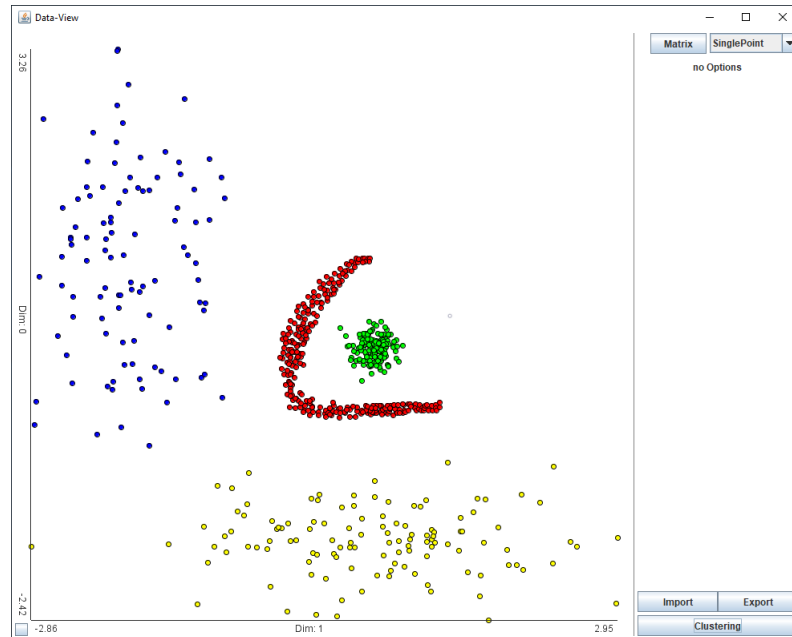 Data-View
3.26
Dim: 0
-2.42
-2.86
Dim: 1
2.95
Matrix
SinglePoint
no Options
Import
Export
Clustering